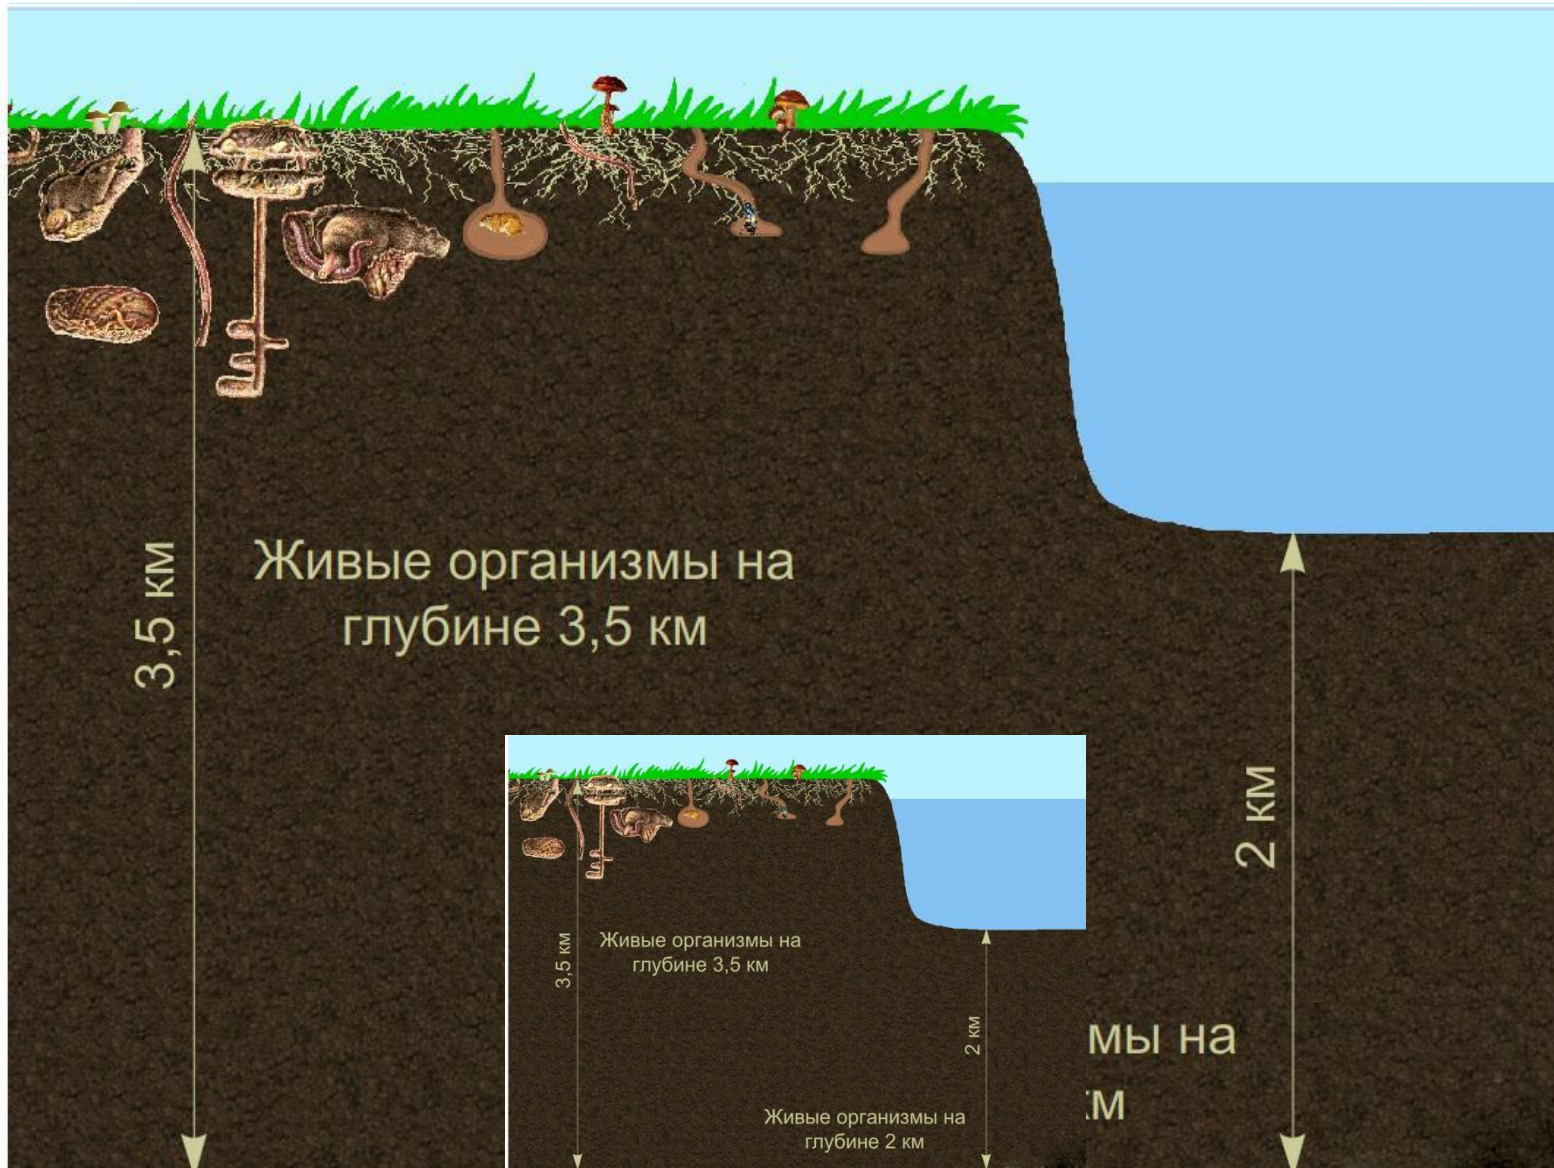 3,5 км
Живые организмы на
глубине 3,5 км
2 км
мы на
км
3,5 км
Живые организмы на
глубине 3,5 км
2 км
Живые организмы на
глубине 2 км